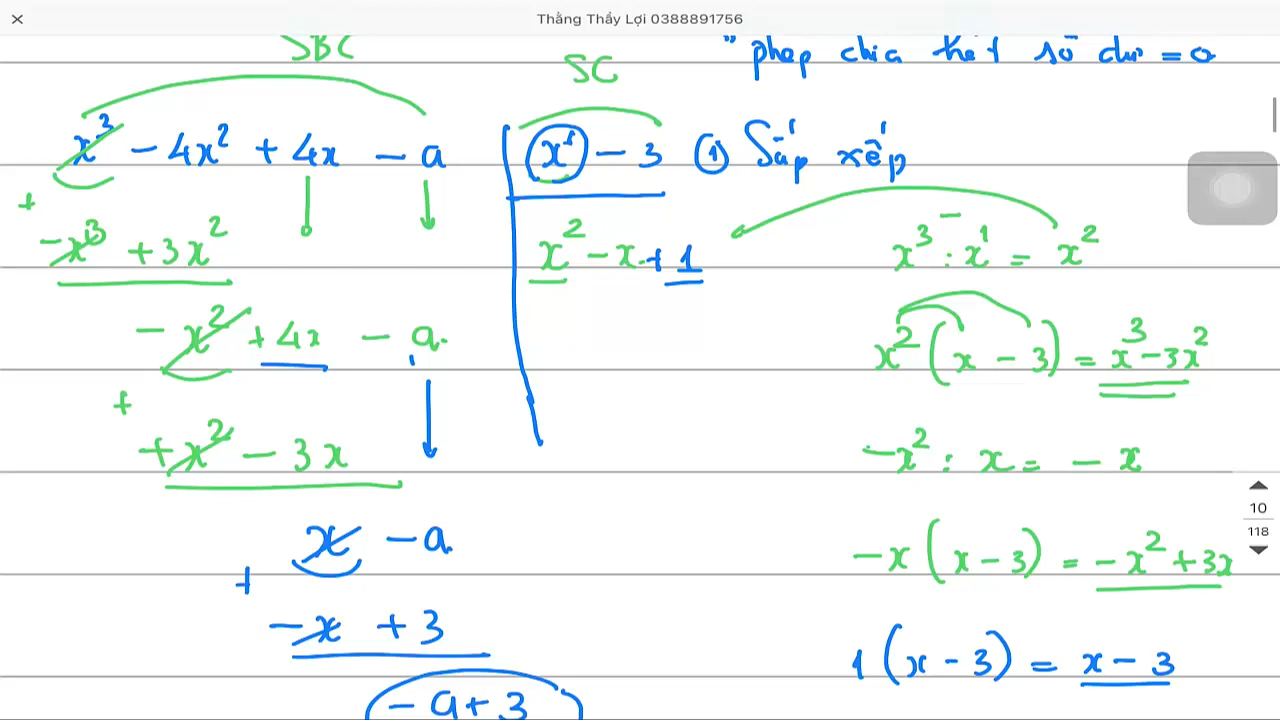 Thằng Thầy Lợi 0388891756
SBC
SC
" phép chia hết số dư = 0
x³ - 4x² + 4x - a
x¹ - 3
① Sắp xếp
+
-x³ + 3x²
x² - x + 1
x³ : x¹ = x²
-x² + 4x - a
x² (x - 3) = x³ - 3x²
+
+x² - 3x
-x² : x = - x
10
118
x - a
-x (x - 3) = -x² + 3x
+
-x + 3
1 (x - 3) = x - 3
- a + 3